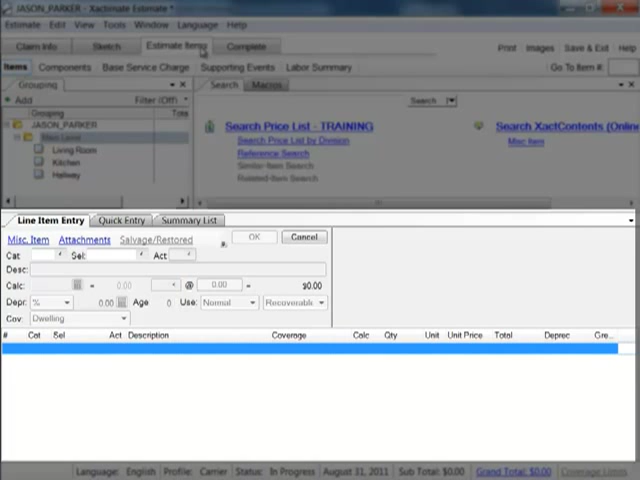 JASON_PARKER - Xactimate Estimate *
Estimate Edit View Tools Window Language Help
Claim Info Sketch Estimate Items Complete Print Images Save & Exit Help
Items Components Base Service Charge Supporting Events Labor Summary Go To Item #:
Grouping Search Macros
Add Filter (Off) Search
Grouping Tota
JASON_PARKER Search Price List - TRAINING Search XactContents (Online
Main Level Search Price List by Division Misc Item
Living Room Reference Search
Kitchen Similar-Item Search
Hallway Related-Item Search
Line Item Entry Quick Entry Summary List
Misc. Item Attachments Salvage/Restored OK Cancel
Cat Sel: Act
Desc:
Calc: = 0.00 @ 0.00 = $0.00
Depr: % 0.00 Age 0 Use: Normal Recoverable
Cov: Dwelling
# Cat Sel Act Description Coverage Calc Qty Unit Unit Price Total Deprec Gre...
Language: English Profile: Carrier Status: In Progress August 31, 2011 Sub Total: $0.00 Grand Total: $0.00 Coverage Limits